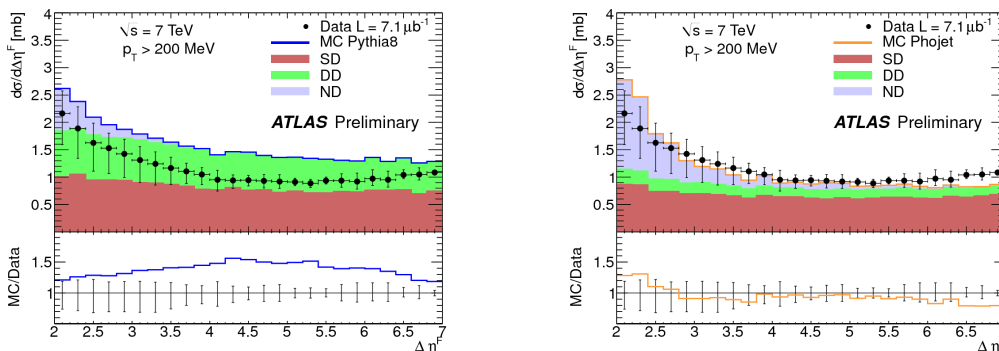 dσ/dΔη^F [mb]
4
3.5
3
2.5
2
1.5
1
0.5
√s = 7 TeV
p_T > 200 MeV
Data L = 7.1 μb⁻¹
MC Pythia8
SD
DD
ND
ATLAS Preliminary
MC/Data
1.5
1
2 2.5 3 3.5 4 4.5 5 5.5 6 6.5 7
Δη^F
dσ/dΔη^F [mb]
4
3.5
3
2.5
2
1.5
1
0.5
√s = 7 TeV
p_T > 200 MeV
Data L = 7.1 μb⁻¹
MC Phojet
SD
DD
ND
ATLAS Preliminary
MC/Data
1.5
1
2 2.5 3 3.5 4 4.5 5 5.5 6 6.5
Δη